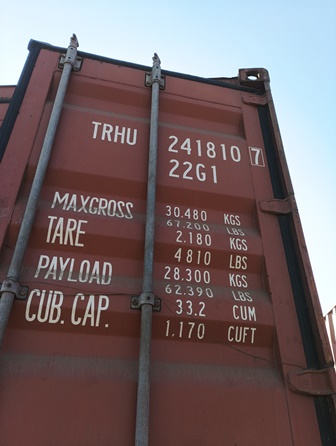 TRHU 241810 7
22G1
MAXGROSS 30.480 KGS
67.200 LBS
TARE 2.180 KGS
4810 LBS
PAYLOAD 28.300 KGS
62.390 LBS
CUB. CAP. 33.2 CUM
1.170 CUFT